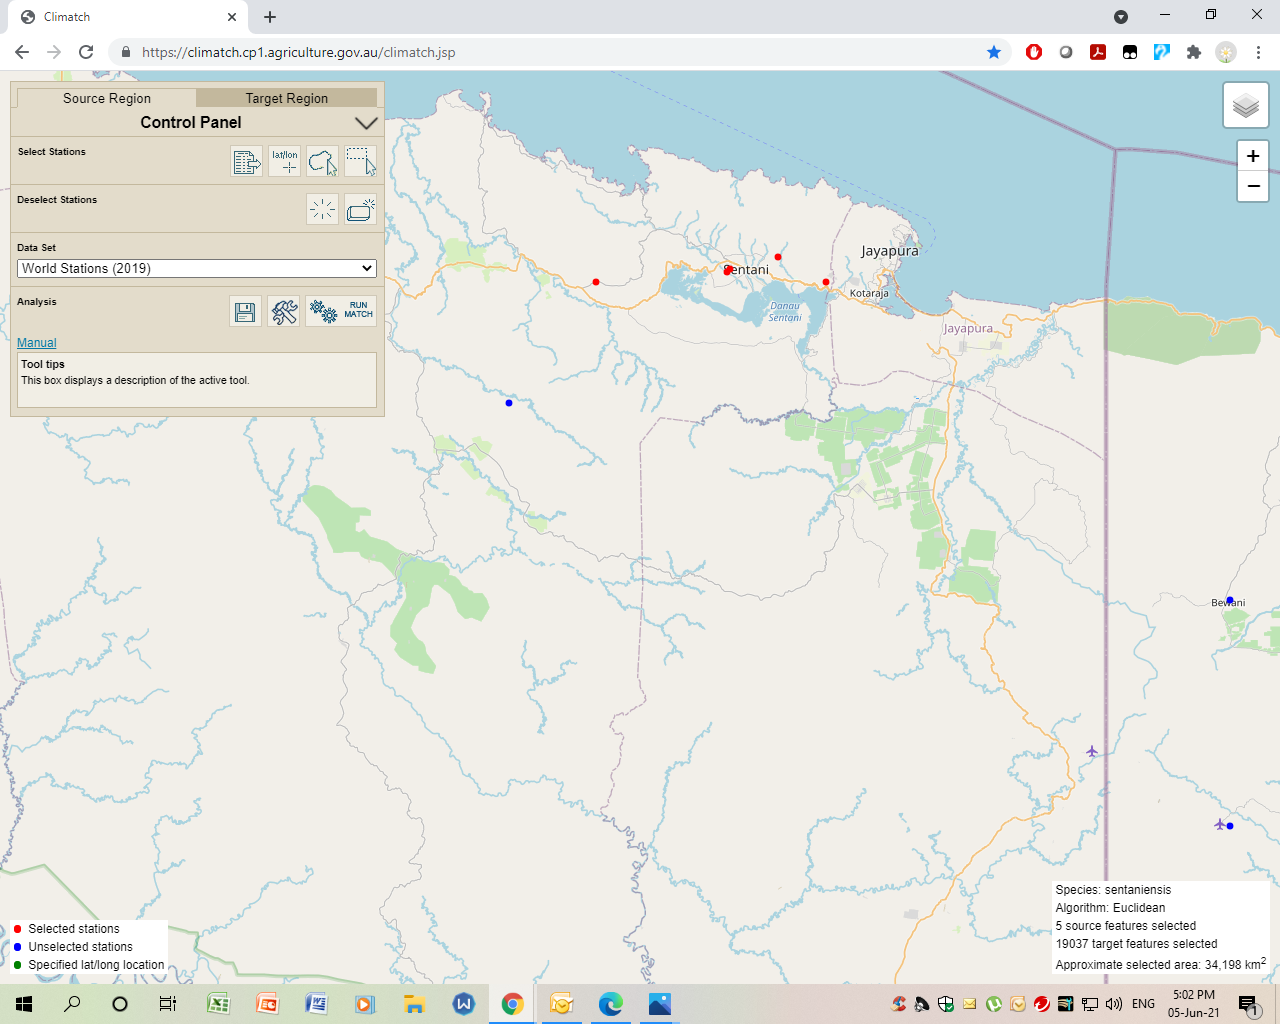 Climatch
https://climatch.cp1.agriculture.gov.au/climatch.jsp
Source Region
Target Region
Control Panel
Select Stations
lat/lon
Deselect Stations
Data Set
World Stations (2019)
Analysis
RUN MATCH
Manual
Tool tips
This box displays a description of the active tool.
Jayapura
Sentani
Kotaraja
Danau
Sentani
Jayapura
Bewani
+
−
Species: sentaniensis
Algorithm: Euclidean
5 source features selected
19037 target features selected
Approximate selected area: 34,198 km2
Selected stations
Unselected stations
Specified lat/long location
ENG
5:02 PM
05-Jun-21
1